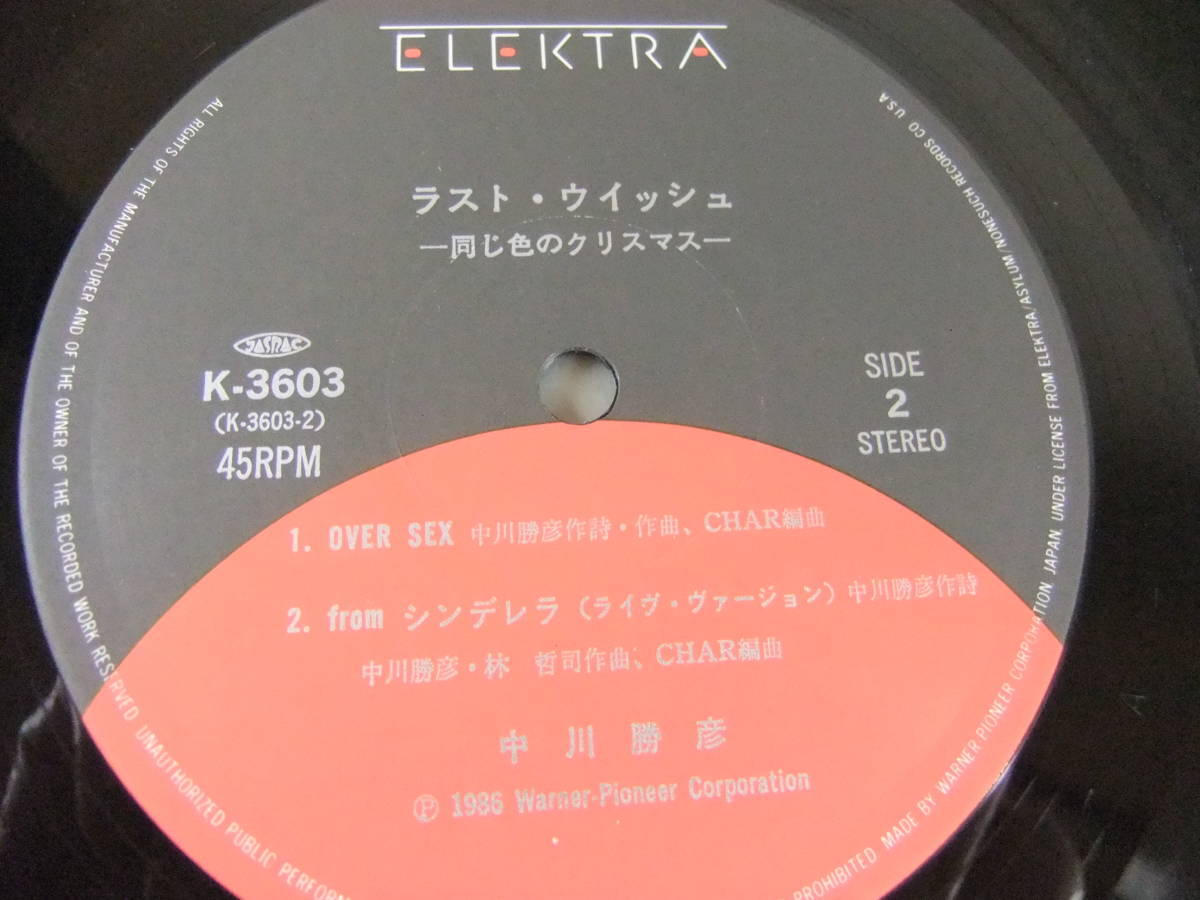 ELEKTRA
ラスト・ウイッシュ
―同じ色のクリスマス―
JASRAC
K-3603
(K-3603-2)
45RPM
SIDE
2
STEREO
1. OVER SEX 中川勝彦作詩・作曲、CHAR編曲
2. from シンデレラ（ライヴ・ヴァージョン）中川勝彦作詩
中川勝彦・林 哲司作曲、CHAR編曲
中川勝彦
Ⓟ 1986 Warner-Pioneer Corporation
ALL RIGHTS OF THE MANUFACTURER AND OF THE OWNER OF THE RECORDED WORK RESERVED UNAUTHORIZED PUBLIC
PROHIBITED MADE BY WARNER-PIONEER CORPORATION JAPAN UNDER LICENSE FROM ELEKTRA/ASYLUM/NONESUCH RECORDS CO USA